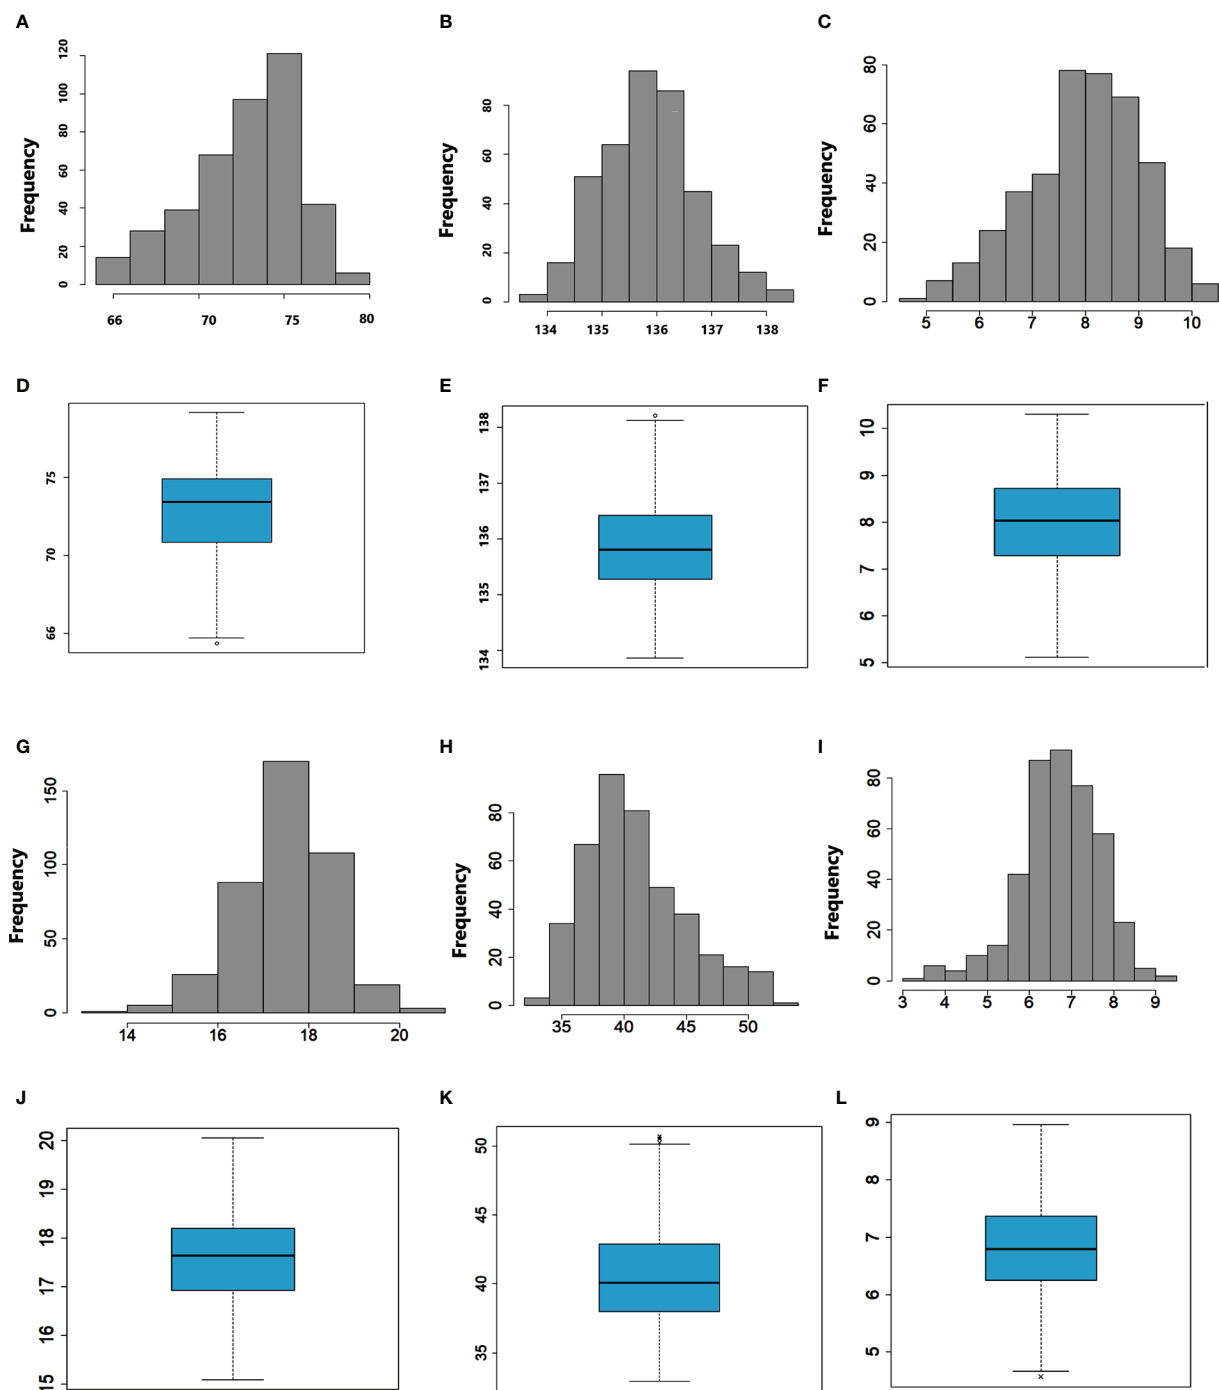 A B C
Frequency
0 20 40 60 80 100 120
66 70 75 80
Frequency
0 20 40 60 80
134 135 136 137 138
Frequency
0 20 40 60 80
5 6 7 8 9 10
D E F
66 70 75
134 135 136 137 138
5 6 7 8 9 10
G H I
Frequency
0 50 100 150
14 16 18 20
Frequency
0 20 40 60 80
35 40 45 50
Frequency
0 20 40 60 80
3 4 5 6 7 8 9
J K L
15 16 17 18 19 20
35 40 45 50
5 6 7 8 9